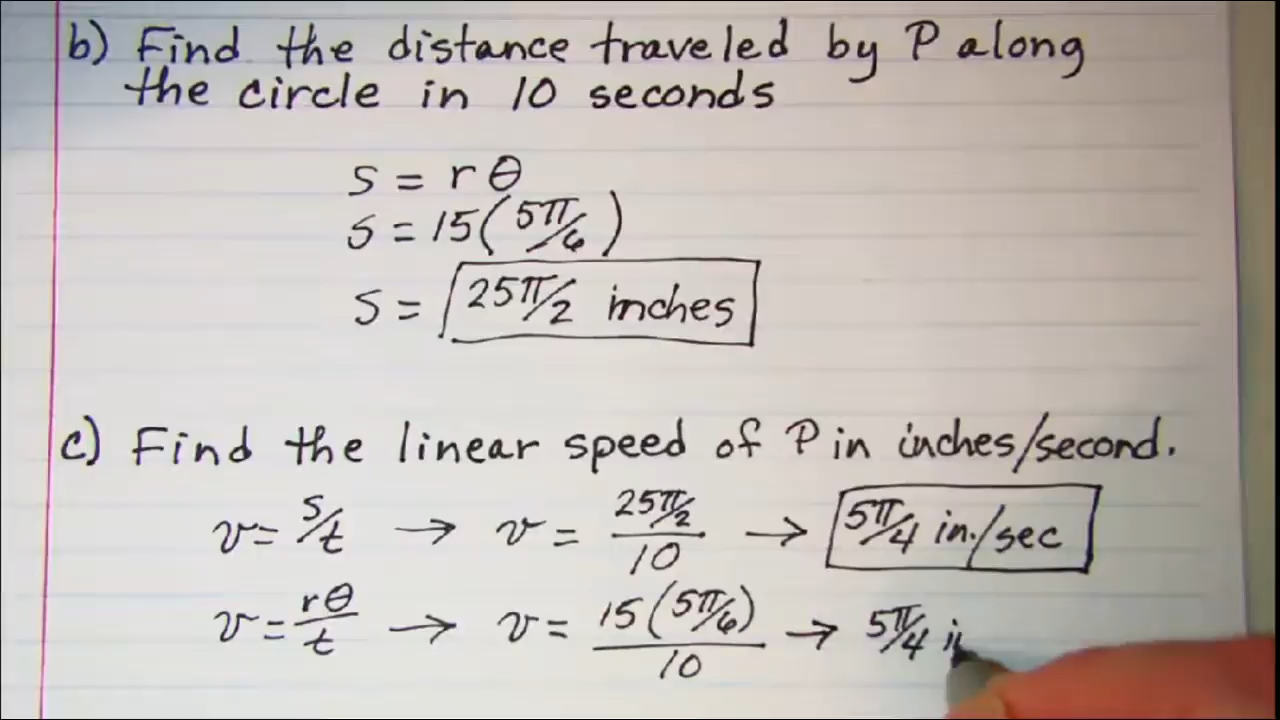 b) Find the distance traveled by P along
the circle in 10 seconds
s = rθ
s = 15(5π/6)
s = 25π/2 inches
c) Find the linear speed of P in inches/second.
v = s/t → v = 25π/2 / 10 → 5π/4 in./sec
v = rθ/t → v = 15(5π/6) / 10 → 5π/4 i